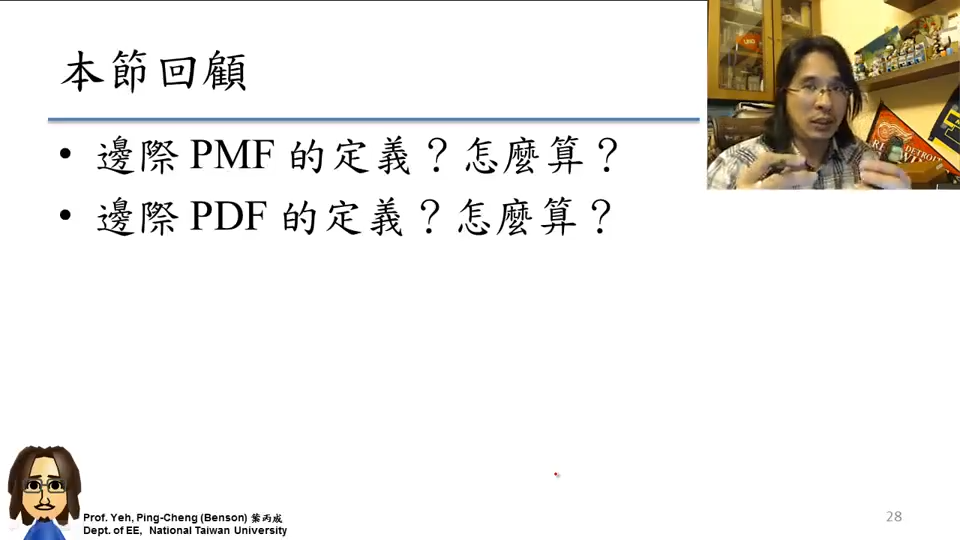 本節回顧
• 邊際 PMF 的定義？怎麼算？
• 邊際 PDF 的定義？怎麼算？
Prof. Yeh, Ping-Cheng (Benson) 葉丙成
Dept. of EE, National Taiwan University
28